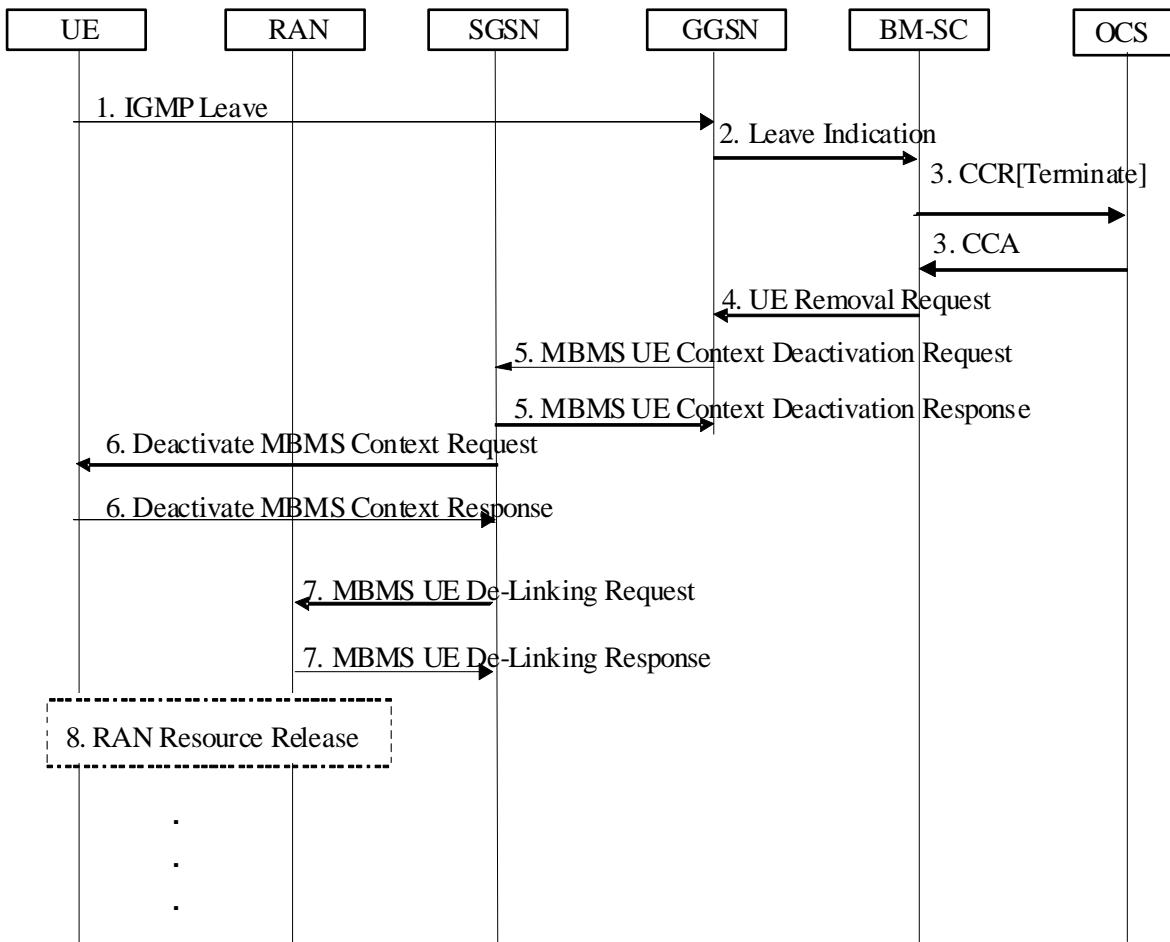 UE RAN SGSN GGSN BM-SC OCS
1. IGMP Leave
2. Leave Indication
3. CCR[Terminate]
3. CCA
4. UE Removal Request
5. MBMS UE Context Deactivation Request
5. MBMS UE Context Deactivation Response
6. Deactivate MBMS Context Request
6. Deactivate MBMS Context Response
7. MBMS UE De-Linking Request
7. MBMS UE De-Linking Response
8. RAN Resource Release